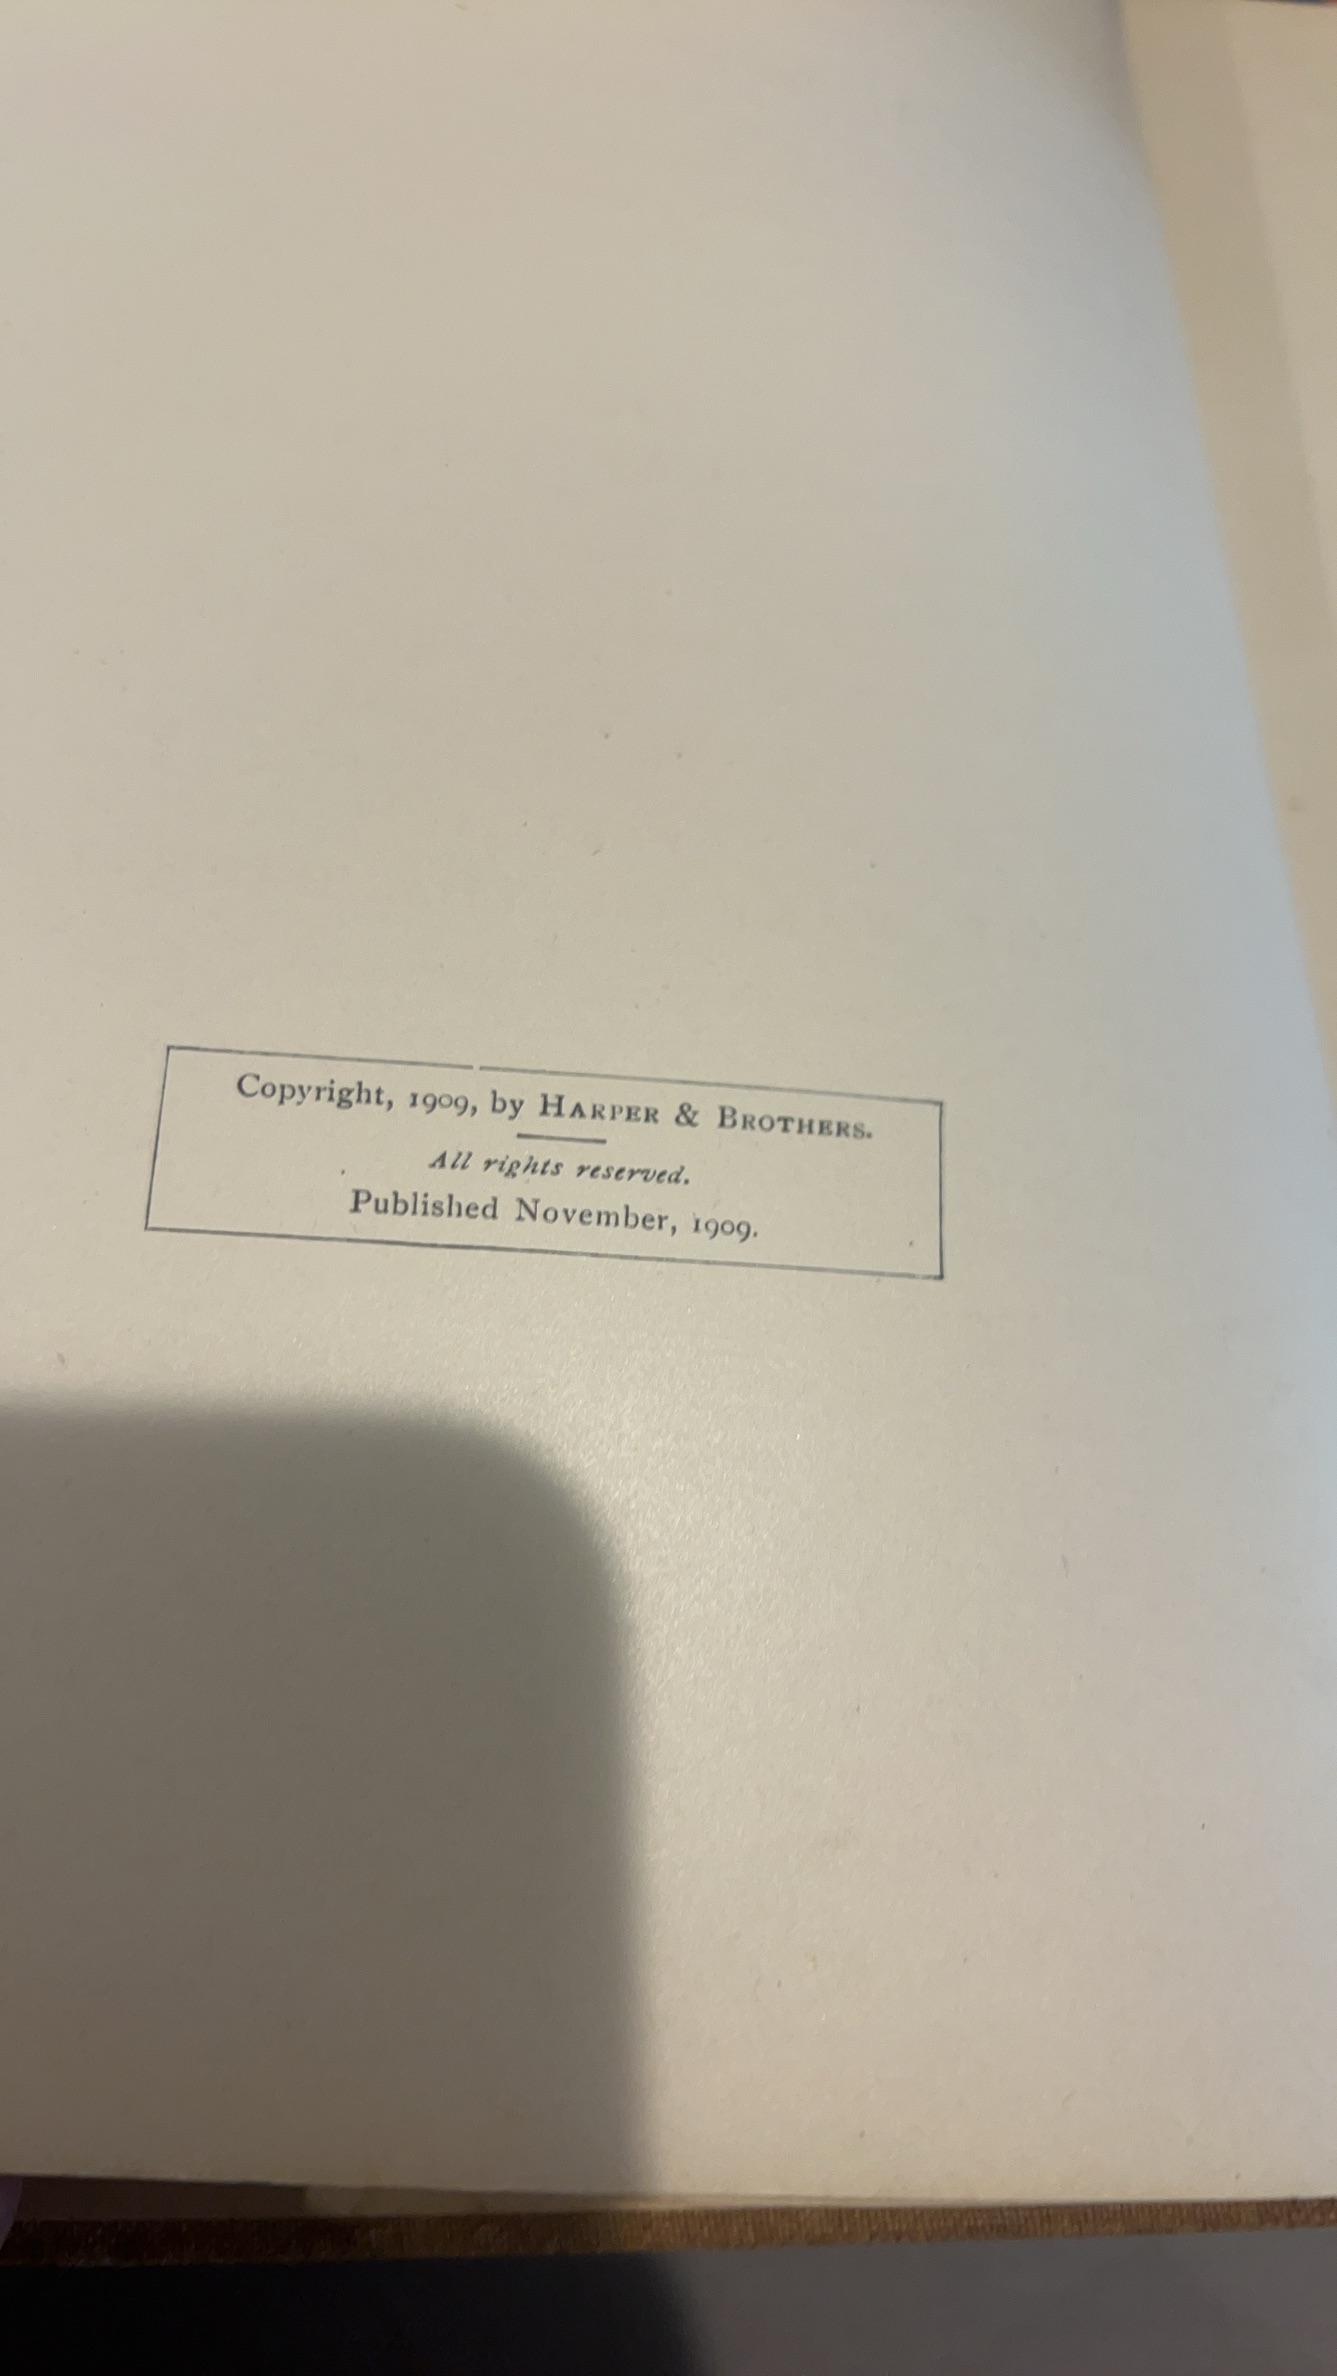 Copyright, 1909, by HARPER & BROTHERS.
All rights reserved.
Published November, 1909.